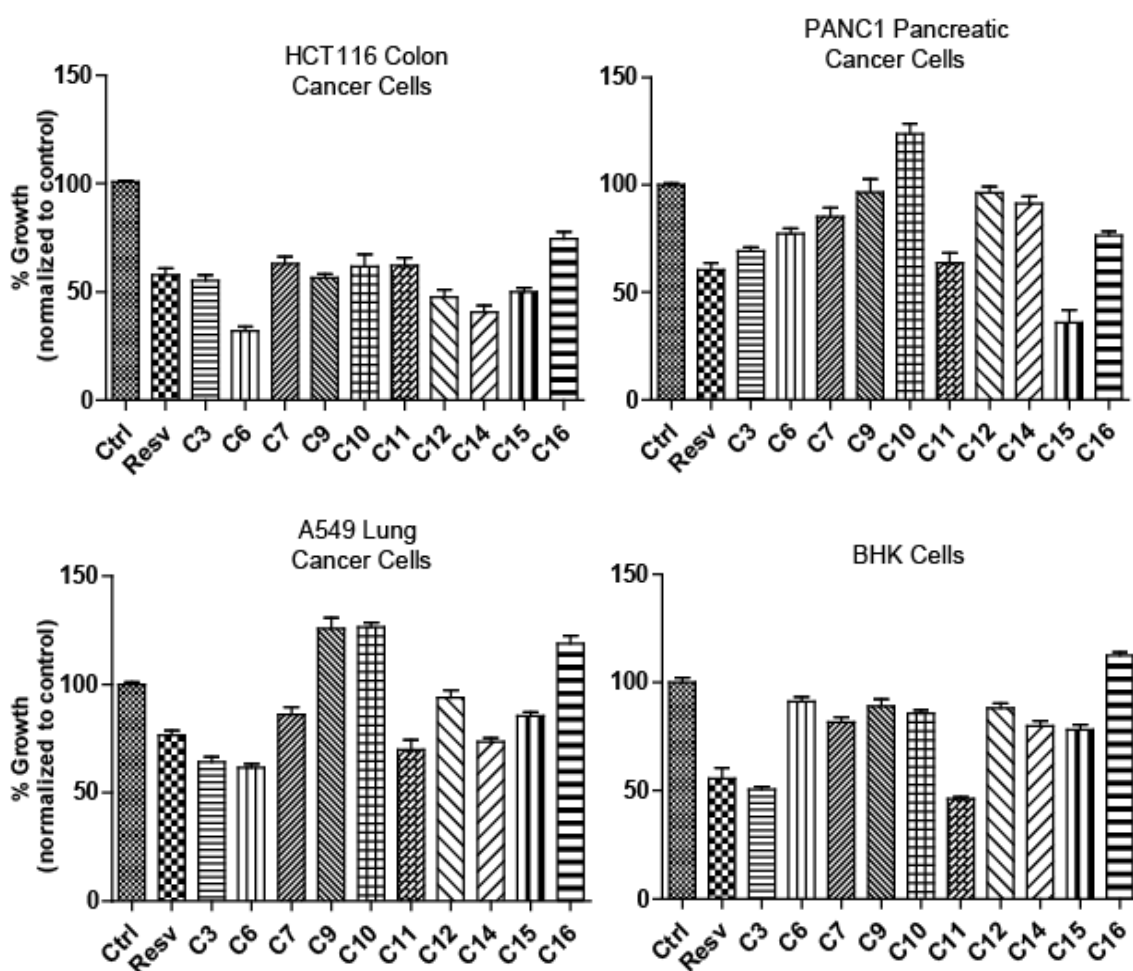 HCT116 Colon
Cancer Cells
% Growth
(normalized to control)
150
100
50
0
Ctrl
Resv
C3
C6
C7
C9
C10
C11
C12
C14
C15
C16
PANC1 Pancreatic
Cancer Cells
150
100
50
0
Ctrl
Resv
C3
C6
C7
C9
C10
C11
C12
C14
C15
C16
A549 Lung
Cancer Cells
% Growth
(normalized to control)
150
100
50
0
Ctrl
Resv
C3
C6
C7
C9
C10
C11
C12
C14
C15
C16
BHK Cells
150
100
50
0
Ctrl
Resv
C3
C6
C7
C9
C10
C11
C12
C14
C15
C16